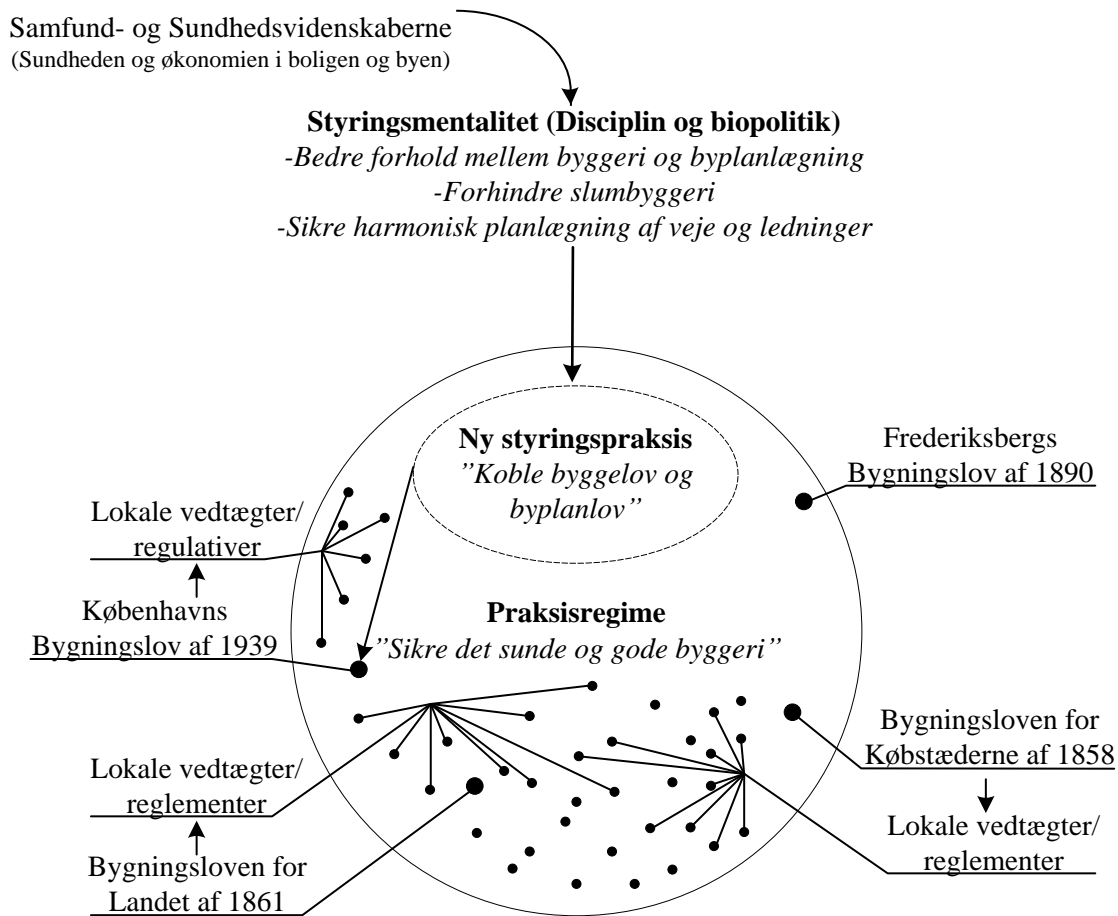 Samfund- og Sundhedsvidenskaberne
(Sundheden og økonomien i boligen og byen)
Styringsmentalitet (Disciplin og biopolitik)
-Bedre forhold mellem byggeri og byplanlægning
-Forhindre slumbyggeri
-Sikre harmonisk planlægning af veje og ledninger
Ny styringspraksis
”Koble byggelov og
byplanlov”
Frederiksbergs
Bygningslov af 1890
Lokale vedtægter/
regulativer
Københavns
Bygningslov af 1939
Praksisregime
”Sikre det sunde og gode byggeri”
Lokale vedtægter/
reglementer
Bygningsloven for
Landet af 1861
Bygningsloven for
Købstæderne af 1858
Lokale vedtægter/
reglementer